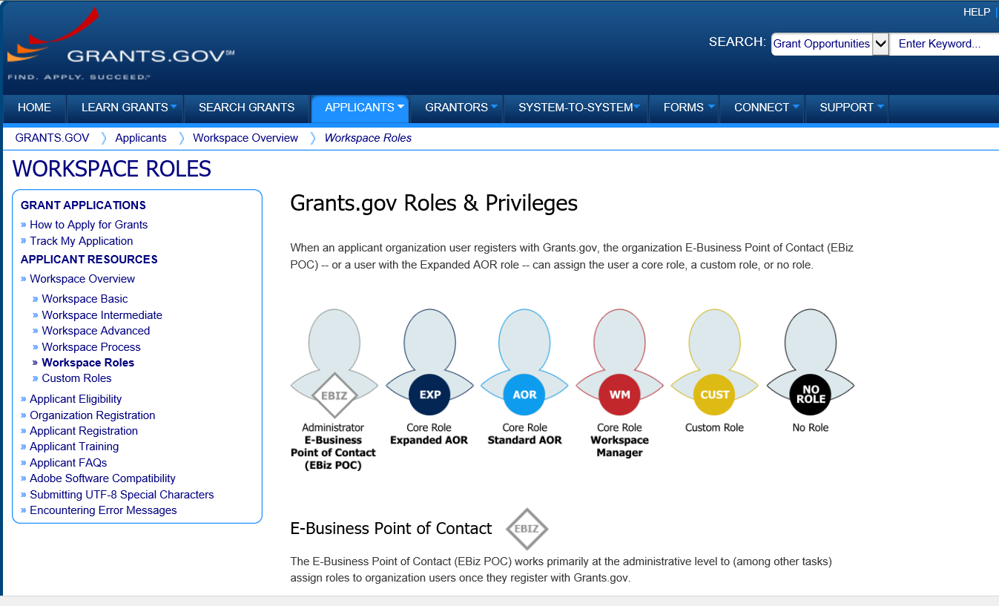 HELP |
GRANTS.GOV℠
FIND. APPLY. SUCCEED.℠
SEARCH: Grant Opportunities Enter Keyword...
HOME LEARN GRANTS SEARCH GRANTS APPLICANTS GRANTORS SYSTEM-TO-SYSTEM FORMS CONNECT SUPPORT
GRANTS.GOV 〉 Applicants 〉 Workspace Overview 〉 Workspace Roles
WORKSPACE ROLES
GRANT APPLICATIONS
» How to Apply for Grants
» Track My Application
APPLICANT RESOURCES
» Workspace Overview
» Workspace Basic
» Workspace Intermediate
» Workspace Advanced
» Workspace Process
» Workspace Roles
» Custom Roles
» Applicant Eligibility
» Organization Registration
» Applicant Registration
» Applicant Training
» Applicant FAQs
» Adobe Software Compatibility
» Submitting UTF-8 Special Characters
» Encountering Error Messages
Grants.gov Roles & Privileges
When an applicant organization user registers with Grants.gov, the organization E-Business Point of Contact (EBiz
POC) -- or a user with the Expanded AOR role -- can assign the user a core role, a custom role, or no role.
EBIZ
Administrator
E-Business
Point of Contact
(EBiz POC)
EXP
Core Role
Expanded AOR
AOR
Core Role
Standard AOR
WM
Core Role
Workspace
Manager
CUST
Custom Role
NO
ROLE
No Role
E-Business Point of Contact EBIZ
The E-Business Point of Contact (EBiz POC) works primarily at the administrative level to (among other tasks)
assign roles to organization users once they register with Grants.gov.